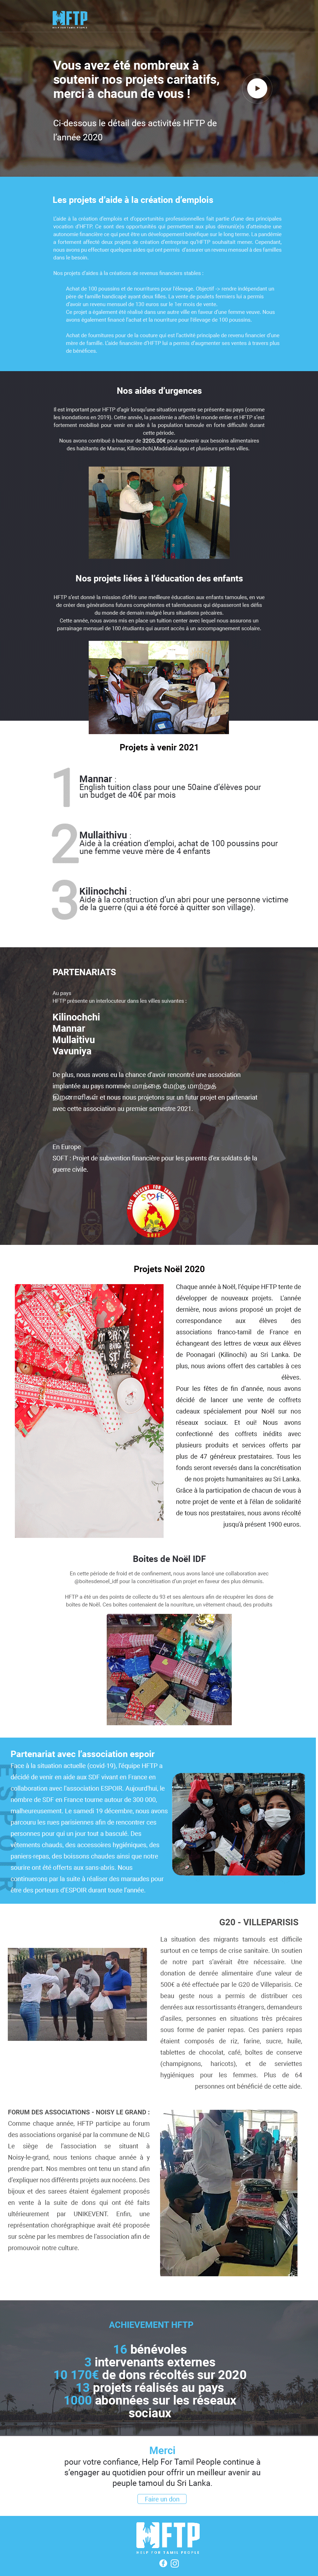 HFTP
HELP FOR TAMIL PEOPLE
Vous avez été nombreux à
soutenir nos projets caritatifs,
merci à chacun de vous !
Ci-dessous le détail des activités HFTP de
l'année 2020
Les projets d'aide à la création d'emplois
L'aide à la création d'emplois et d'opportunités professionnelles fait partie d'une des principales
vocation d'HFTP. Ce sont des opportunités qui permettent aux plus démuni(e)s d'atteindre une
autonomie financière ce qui peut être un développement bénéfique sur le long terme. La pandémie
a fortement affecté deux projets de création d'entreprise qu'HFTP souhaitait mener. Cependant,
nous avons pu effectuer quelques aides qui ont permis d'assurer un revenu mensuel à des familles
dans le besoin.
Nos projets d'aides à la créations de revenus financiers stables :
Achat de 100 poussins et de nourritures pour l'élevage. Objectif -> rendre indépendant un
père de famille handicapé ayant deux filles. La vente de poulets fermiers lui a permis
d'avoir un revenu mensuel de 130 euros sur le 1er mois de vente.
Ce projet a également été réalisé dans une autre ville en faveur d'une femme veuve. Nous
avons également financé l'achat et la nourriture pour l'élevage de 100 poussins.
Achat de fournitures pour de la couture qui est l'activité principale de revenu financier d'une
mère de famille. L'aide financière d'HFTP lui a permis d'augmenter ses ventes à travers plus
de bénéfices.
Nos aides d'urgences
Il est important pour HFTP d'agir lorsqu'une situation urgente se présente au pays (comme
les inondations en 2019). Cette année, la pandémie a affecté le monde entier et HFTP s'est
fortement mobilisé pour venir en aide à la population tamoule en forte difficulté durant
cette période.
Nous avons contribué à hauteur de 3205.00€ pour subvenir aux besoins alimentaires
des habitants de Mannar, Kilinochchi,Maddakalappu et plusieurs petites villes.
Nos projets liées à l'éducation des enfants
HFTP s'est donné la mission d'offrir une meilleure éducation aux enfants tamoules, en vue
de créer des générations futures compétentes et talentueuses qui dépasseront les défis
du monde de demain malgré leurs situations précaires.
Cette année, nous avons mis en place un tuition center avec lequel nous assurons un
parrainage mensuel de 100 étudiants qui auront accès à un accompagnement scolaire.
Projets à venir 2021
1
Mannar :
English tuition class pour une 50aine d'élèves pour
un budget de 40€ par mois
2
Mullaithivu :
Aide à la création d'emploi, achat de 100 poussins pour
une femme veuve mère de 4 enfants
3
Kilinochchi :
Aide à la construction d'un abri pour une personne victime
de la guerre (qui a été forcé à quitter son village).
PARTENARIATS
Au pays
HFTP présente un interlocuteur dans les villes suivantes :
Kilinochchi
Mannar
Mullaitivu
Vavuniya
De plus, nous avons eu la chance d'avoir rencontré une association
implantée au pays nommée
et nous nous projetons sur un futur projet en partenariat
avec cette association au premier semestre 2021.
En Europe
SOFT : Projet de subvention financière pour les parents d'ex soldats de la
guerre civile.
Projets Noël 2020
Chaque année à Noël, l'équipe HFTP tente de
développer de nouveaux projets. L'année
dernière, nous avions proposé un projet de
correspondance aux élèves des
associations franco-tamil de France en
échangeant des lettres de vœux aux élèves
de Poonagari (Kilinochi) au Sri Lanka. De
plus, nous avions offert des cartables à ces
élèves.
Pour les fêtes de fin d'année, nous avons
décidé de lancer une vente de coffrets
cadeaux spécialement pour Noël sur nos
réseaux sociaux. Et oui! Nous avons
confectionné des coffrets inédits avec
plusieurs produits et services offerts par
plus de 47 généreux prestataires. Tous les
fonds seront reversés dans la concrétisation
de nos projets humanitaires au Sri Lanka.
Grâce à la participation de chacun de vous à
notre projet de vente et à l'élan de solidarité
de tous nos prestataires, nous avons récolté
jusqu'à présent 1900 euros.
Boites de Noël IDF
En cette période de froid et de confinement, nous avons lancé une collaboration avec
@boitesdenoel_idf pour la concrétisation d'un projet en faveur des plus démunis.
HFTP a été un des points de collecte du 93 et ses alentours afin de récupérer les dons de
boîtes de Noël. Ces boîtes contenaient de la nourriture, un vêtement chaud, des produits
ESPOIR
Partenariat avec l'association espoir
Face à la situation actuelle (covid-19), l'équipe HFTP a
décidé de venir en aide aux SDF vivant en France en
collaboration avec l'association ESPOIR. Aujourd'hui, le
nombre de SDF en France tourne autour de 300 000,
malheureusement. Le samedi 19 décembre, nous avons
parcouru les rues parisiennes afin de rencontrer ces
personnes pour qui un jour tout a basculé. Des
vêtements chauds, des accessoires hygiéniques, des
paniers-repas, des boissons chaudes ainsi que notre
sourire ont été offerts aux sans abris. Nous
continuerons par la suite à réaliser des maraudes pour
être des porteurs d'ESPOIR durant toute l'année.
G20 - VILLEPARISIS
La situation des migrants tamouls est difficile
surtout en ce temps de crise sanitaire. Un soutien
de notre part s'avérait être nécessaire. Une
donation de denrée alimentaire d'une valeur de
500€ a été effectuée par le G20 de Villeparisis. Ce
beau geste nous a permis de distribuer ces
denrées aux ressortissants étrangers, demandeurs
d'asiles, personnes en situations très précaires
sous forme de panier repas. Ces paniers repas
étaient composés de riz, farine, sucre, huile,
tablettes de chocolat, café, boîtes de conserve
(champignons, haricots), et de serviettes
hygiéniques pour les femmes. Plus de 64
personnes ont bénéficié de cette aide.
FORUM DES ASSOCIATIONS - NOISY LE GRAND :
Comme chaque année, HFTP participe au forum
des associations organisé par la commune de NLG
Le siège de l'association se situant à
Noisy-le-grand, nous tenions chaque année à y
prendre part. Nos membres ont tenu un stand afin
d'expliquer nos différents projets aux nocéens. Des
bijoux et des sarees étaient également proposés
en vente à la suite de dons qui ont été faits
ultérieurement par UNIKEVENT. Enfin, une
représentation chorégraphique avait été proposée
sur scène par les membres de l'association afin de
promouvoir notre culture.
ACHIEVEMENT HFTP
16 bénévoles
3 intervenants externes
10 170€ de dons récoltés sur 2020
13 projets réalisés au pays
1000 abonnées sur les réseaux
sociaux
Merci
pour votre confiance, Help For Tamil People continue à
s'engager au quotidien pour offrir un meilleur avenir au
peuple tamoul du Sri Lanka.
Faire un don
HFTP
HELP FOR TAMIL PEOPLE